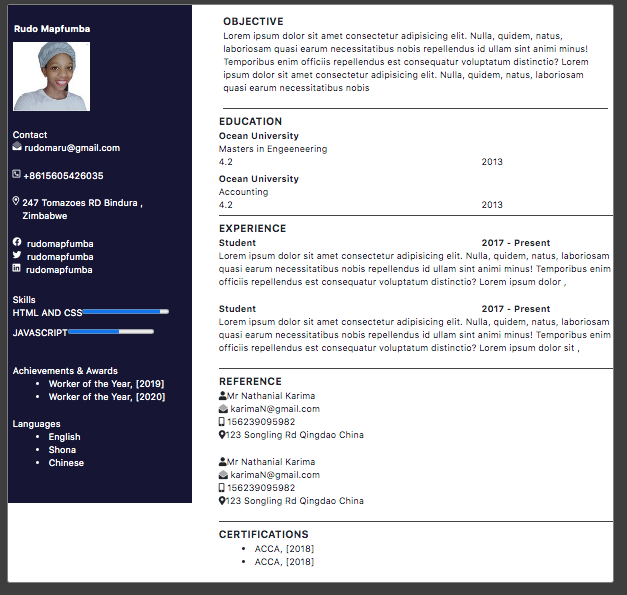 Rudo Mapfumba
Contact
rudomaru@gmail.com
+8615605426035
247 Tomazoes RD Bindura ,
Zimbabwe
rudomapfumba
rudomapfumba
rudomapfumba
Skills
HTML AND CSS
JAVASCRIPT
Achievements & Awards
• Worker of the Year, [2019]
• Worker of the Year, [2020]
Languages
• English
• Shona
• Chinese
OBJECTIVE
Lorem ipsum dolor sit amet consectetur adipisicing elit. Nulla, quidem, natus,
laboriosam quasi earum necessitatibus nobis repellendus id ullam sint animi minus!
Temporibus enim officiis repellendus est consequatur voluptatum distinctio? Lorem
ipsum dolor sit amet consectetur adipisicing elit. Nulla, quidem, natus, laboriosam
quasi earum necessitatibus nobis
EDUCATION
Ocean University
Masters in Engeeneering
4.2 2013
Ocean University
Accounting
4.2 2013
EXPERIENCE
Student 2017 - Present
Lorem ipsum dolor sit amet consectetur adipisicing elit. Nulla, quidem, natus, laboriosam
quasi earum necessitatibus nobis repellendus id ullam sint animi minus! Temporibus enim
officiis repellendus est consequatur voluptatum distinctio? Lorem ipsum dolor ,
Student 2017 - Present
Lorem ipsum dolor sit amet consectetur adipisicing elit. Nulla, quidem, natus, laboriosam
quasi earum necessitatibus nobis repellendus id ullam sint animi minus! Temporibus enim
officiis repellendus est consequatur voluptatum distinctio? Lorem ipsum dolor sit ,
REFERENCE
Mr Nathanial Karima
karimaN@gmail.com
156239095982
123 Songling Rd Qingdao China
Mr Nathanial Karima
karimaN@gmail.com
156239095982
123 Songling Rd Qingdao China
CERTIFICATIONS
• ACCA, [2018]
• ACCA, [2018]